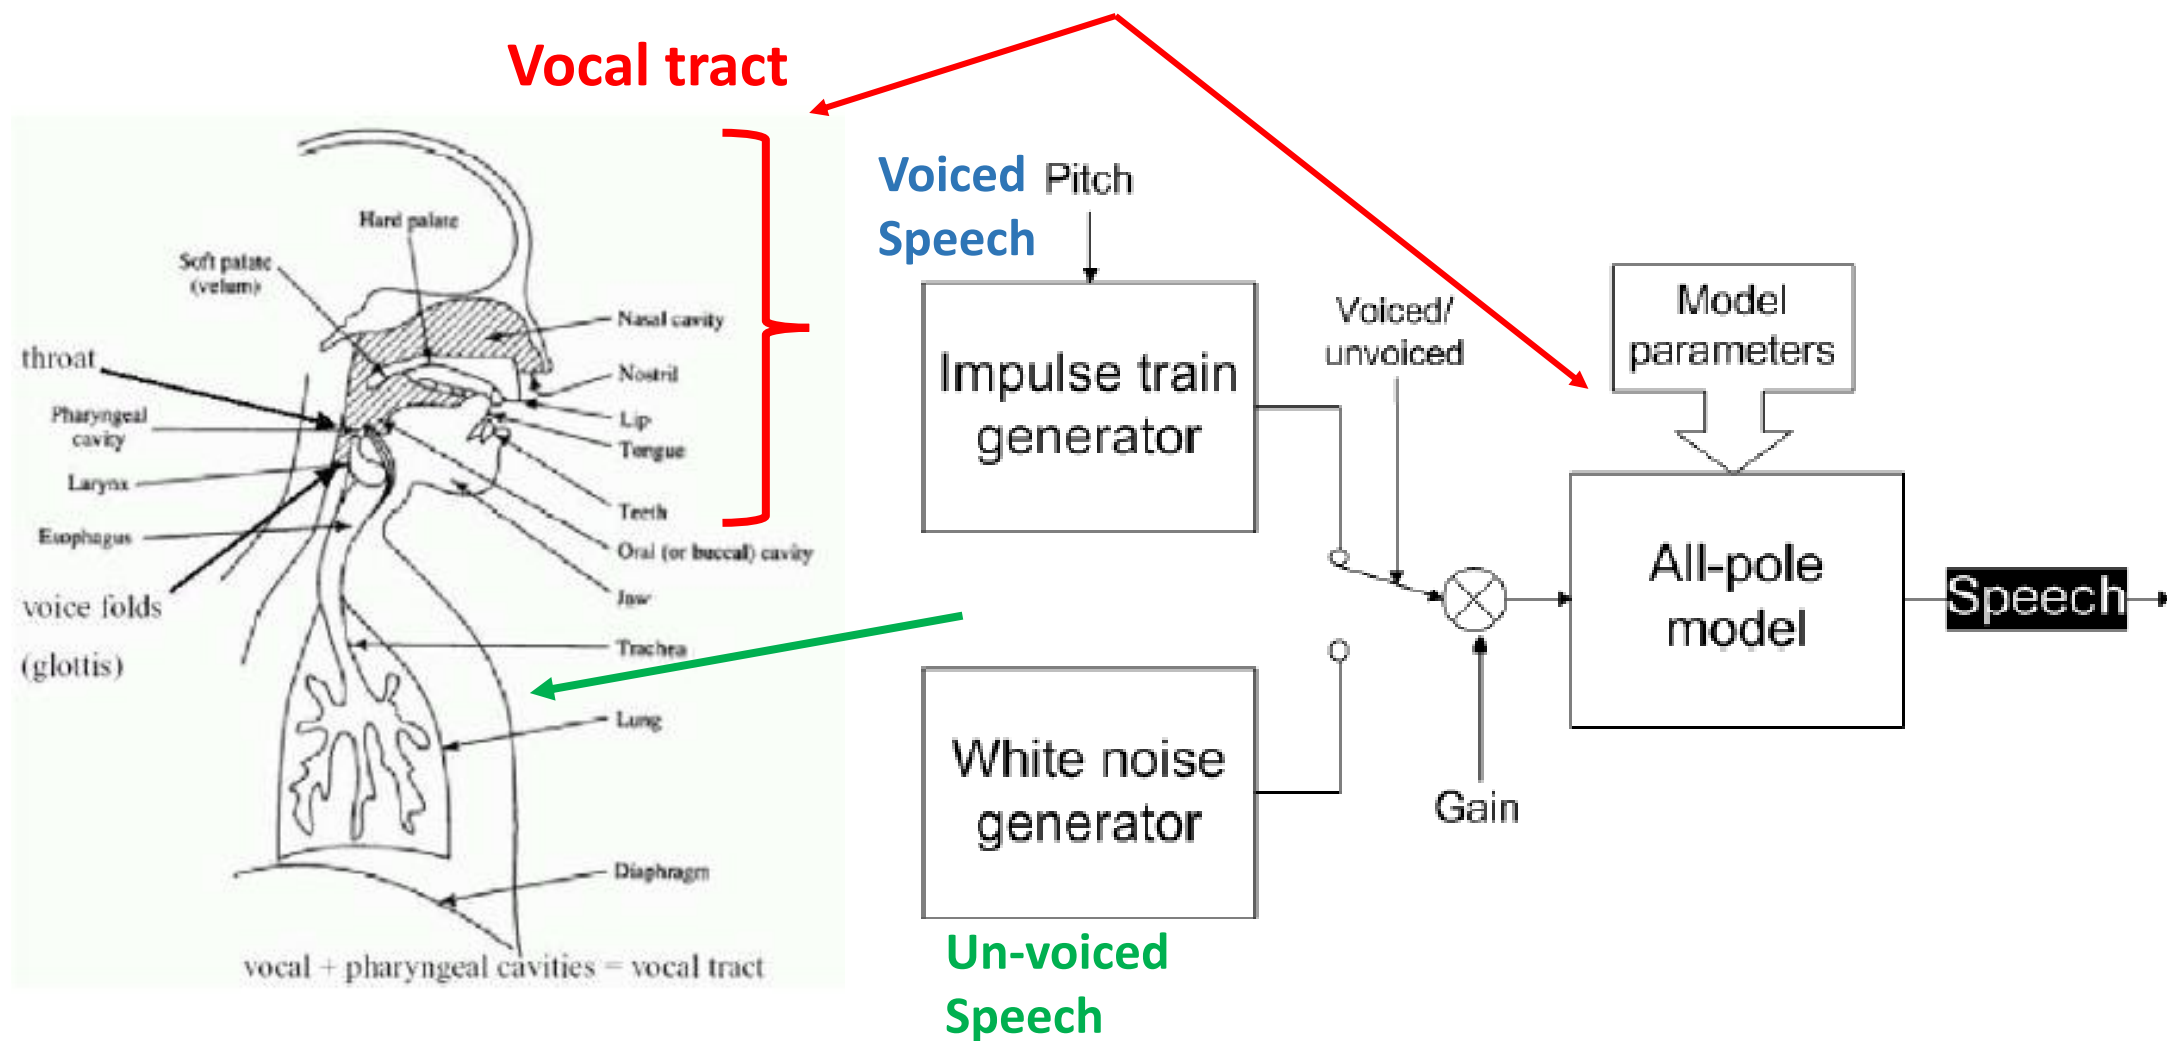 Vocal tract
Hard palate
Soft palate
(velum)
Nasal cavity
throat
Nostril
Pharyngeal
cavity
Lip
Tongue
Larynx
Teeth
Esophagus
Oral (or buccal) cavity
voice folds
Jaw
(glottis)
Trachea
Lung
Diaphragm
vocal + pharyngeal cavities = vocal tract
Voiced
Speech
Pitch
Impulse train
generator
Voiced/
unvoiced
Model
parameters
All-pole
model
Speech
White noise
generator
Gain
Un-voiced
Speech